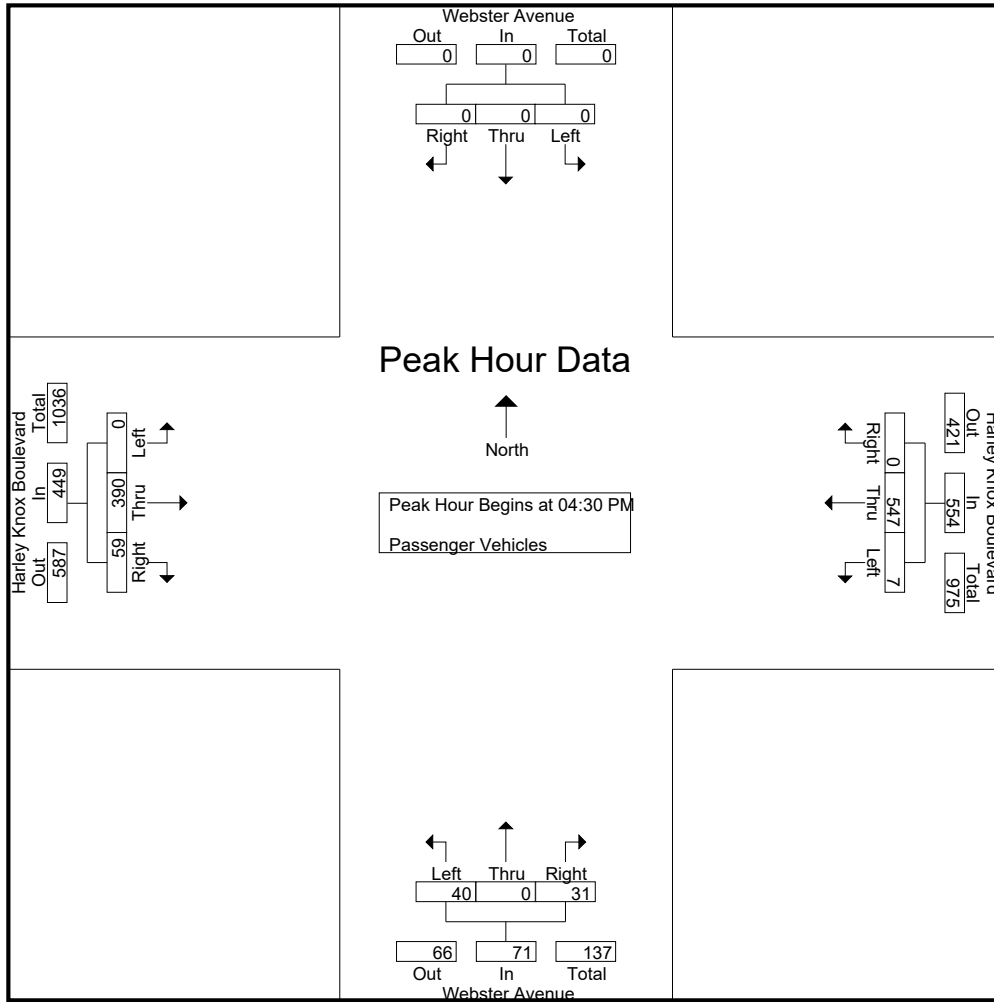 Webster Avenue
Out In Total
0 0 0
0 0 0
Right Thru Left
Peak Hour Data
North
Peak Hour Begins at 04:30 PM
Passenger Vehicles
Harley Knox Boulevard
Total In Out
1036 449 587
0 390 59
Left Thru Right
Harley Knox Boulevard
Out In Total
421 554 975
0 547 7
Right Thru Left
Left Thru Right
40 0 31
66 71 137
Out In Total
Webster Avenue